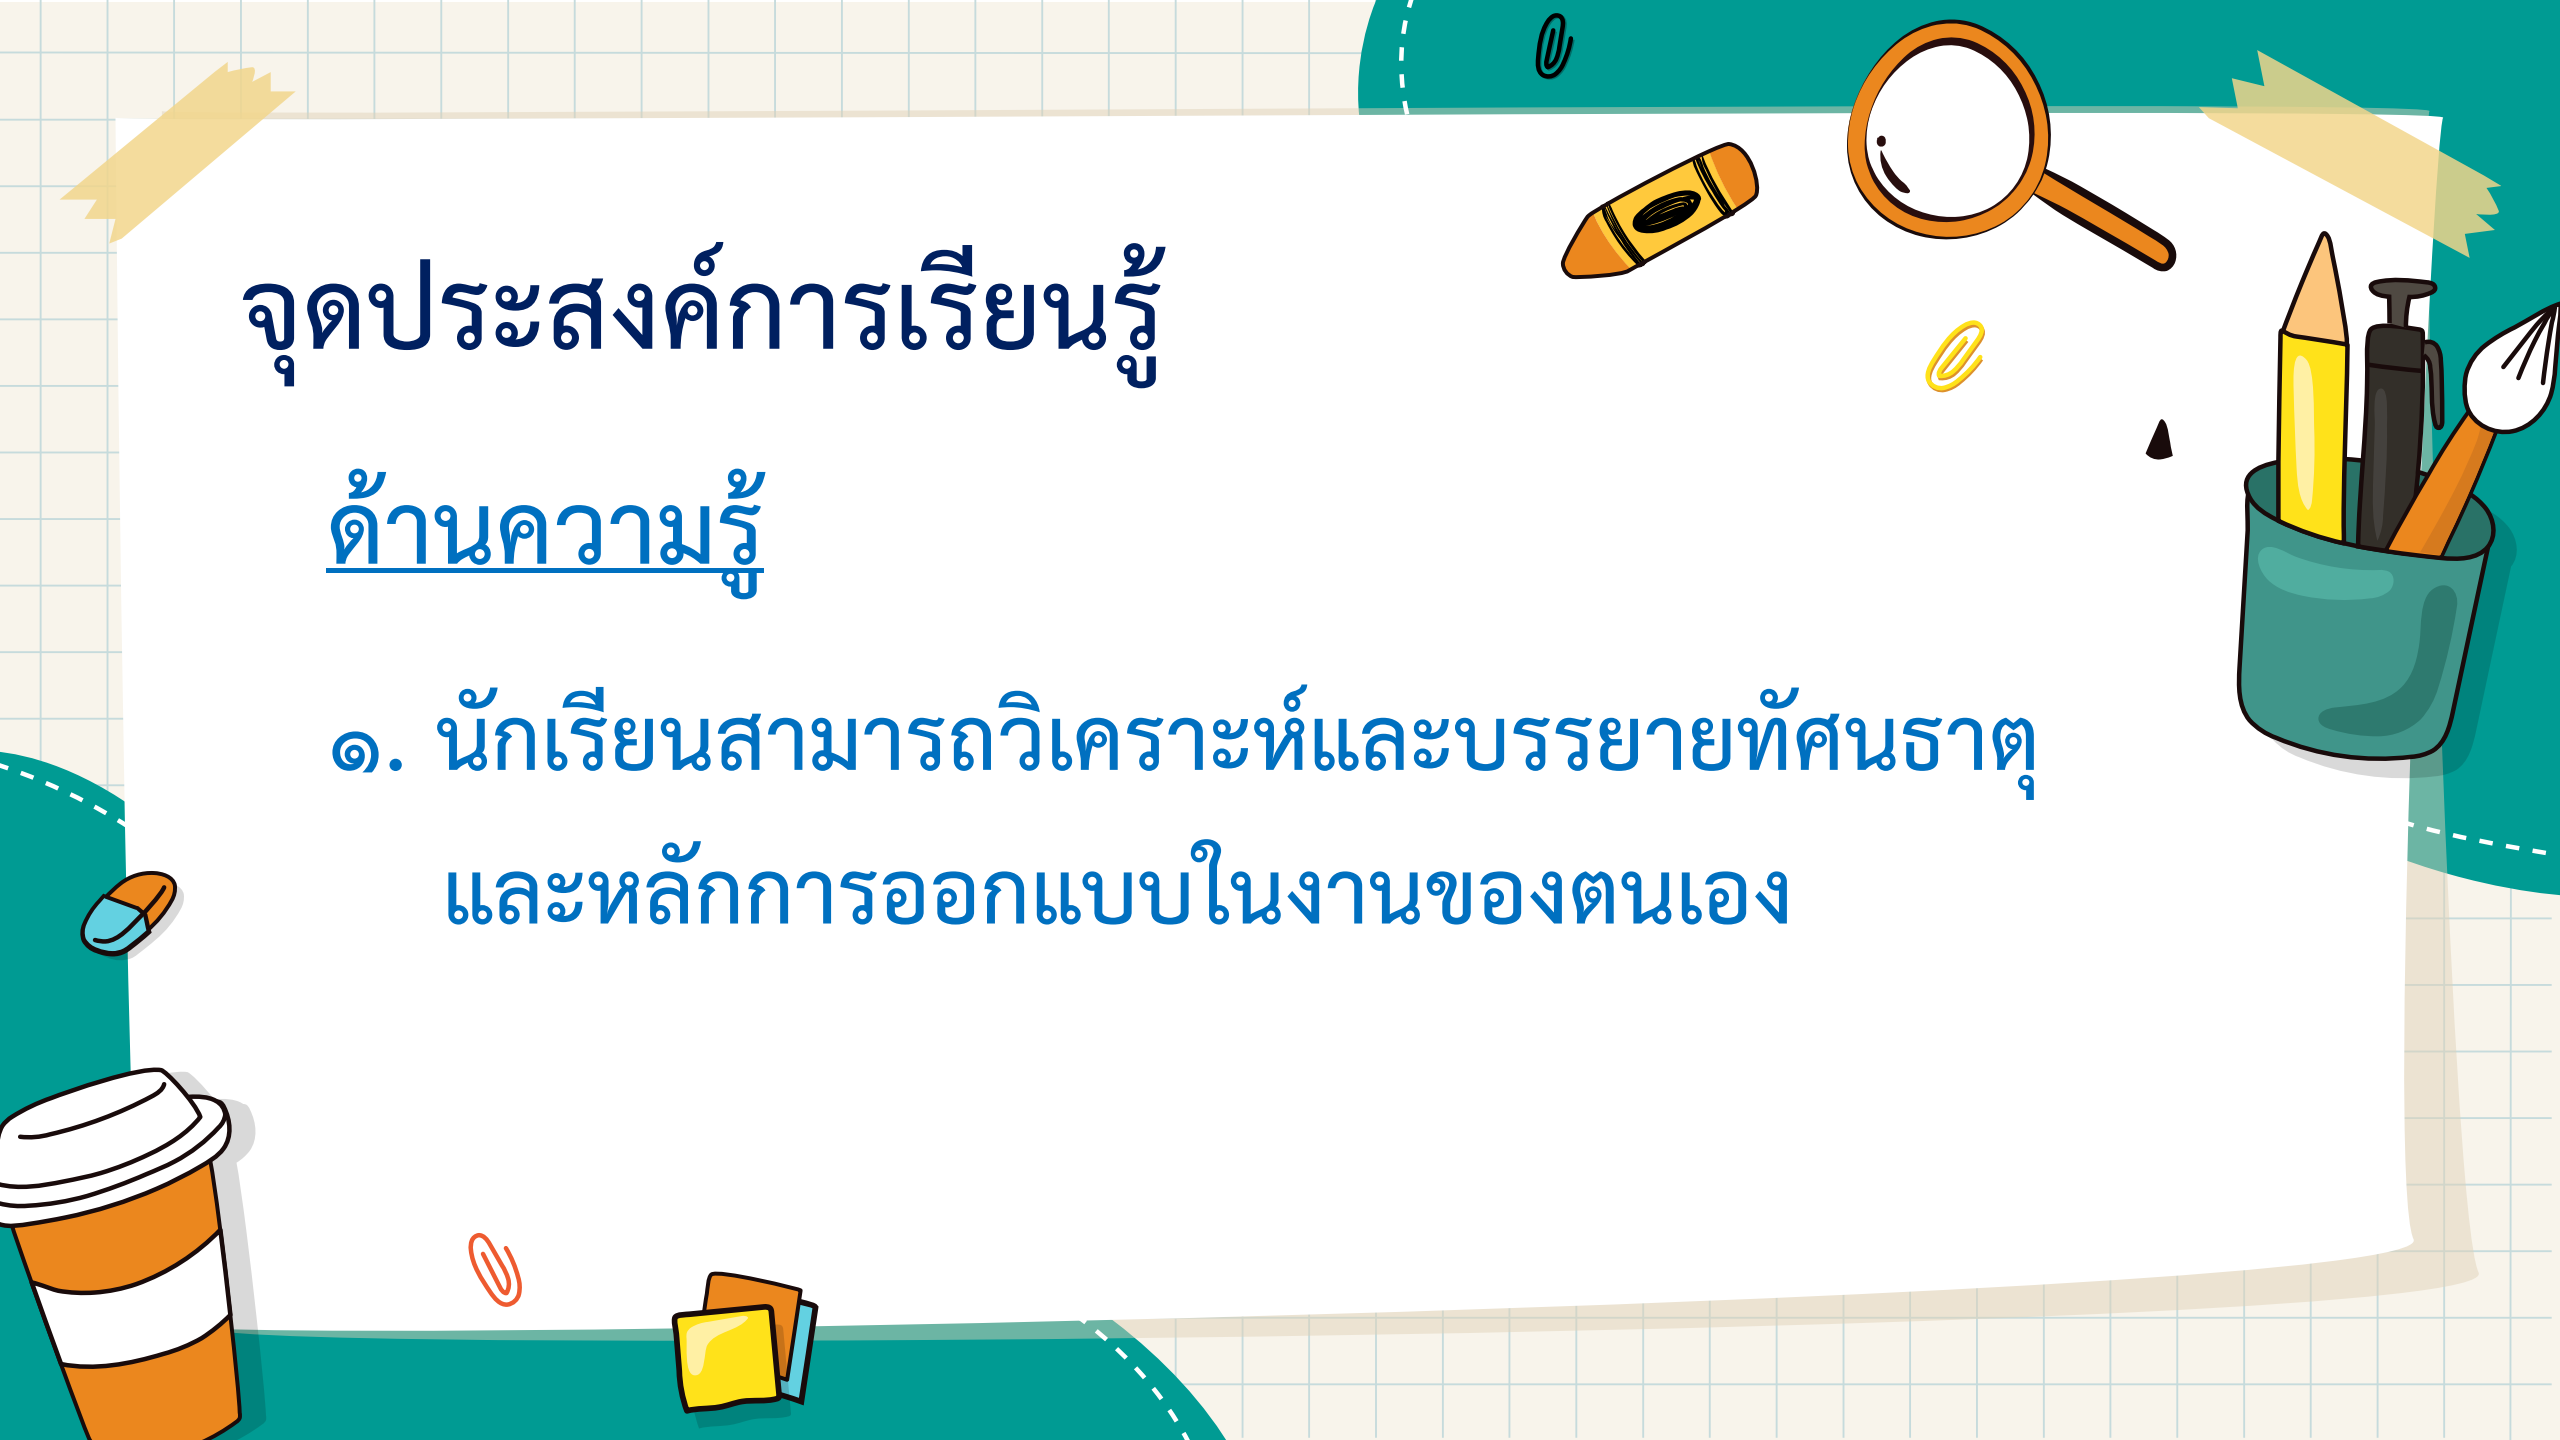 จุดประสงค์การเรียนรู้
ด้านความรู้
๑. นักเรียนสามารถวิเคราะห์และบรรยายทัศนธาตุ
และหลักการออกแบบในงานของตนเอง